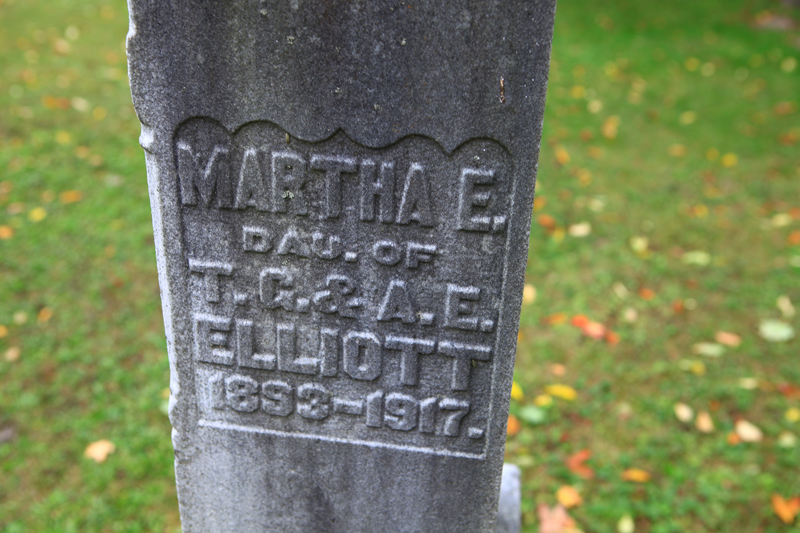 MARTHA E.
DAU. OF
T. G. & A. E.
ELLIOTT
1893-1917.